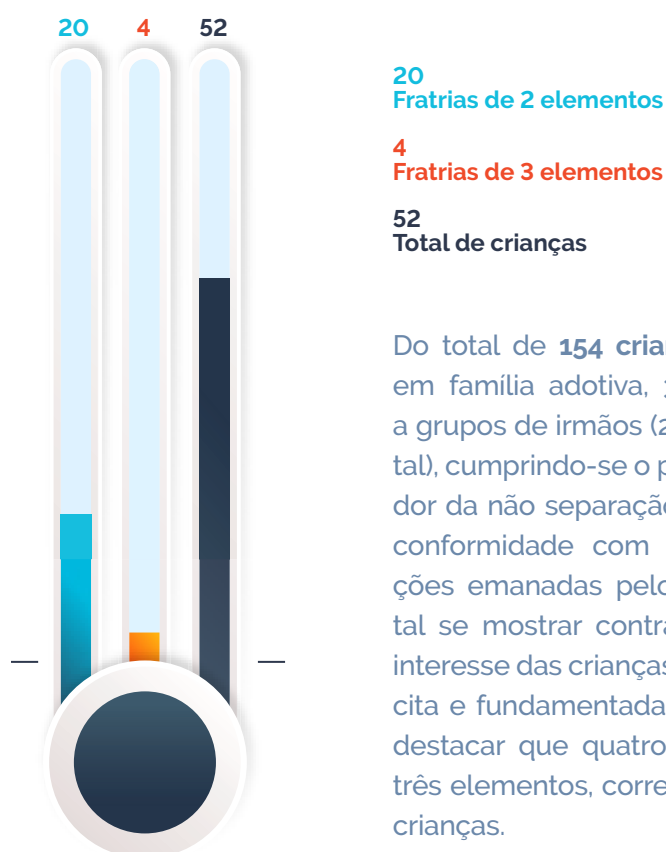 20 4 52
20
Fratrias de 2 elementos
4
Fratrias de 3 elementos
52
Total de crianças
Do total de 154
em família adotiva,
a grupos de irmãos
tal), cumprindo-se o
dor da não separação
conformidade com
ções emanadas
tal se mostrar
interesse das crianças
cita e fundamentada
destacar que quatro
três elementos,
crianças.